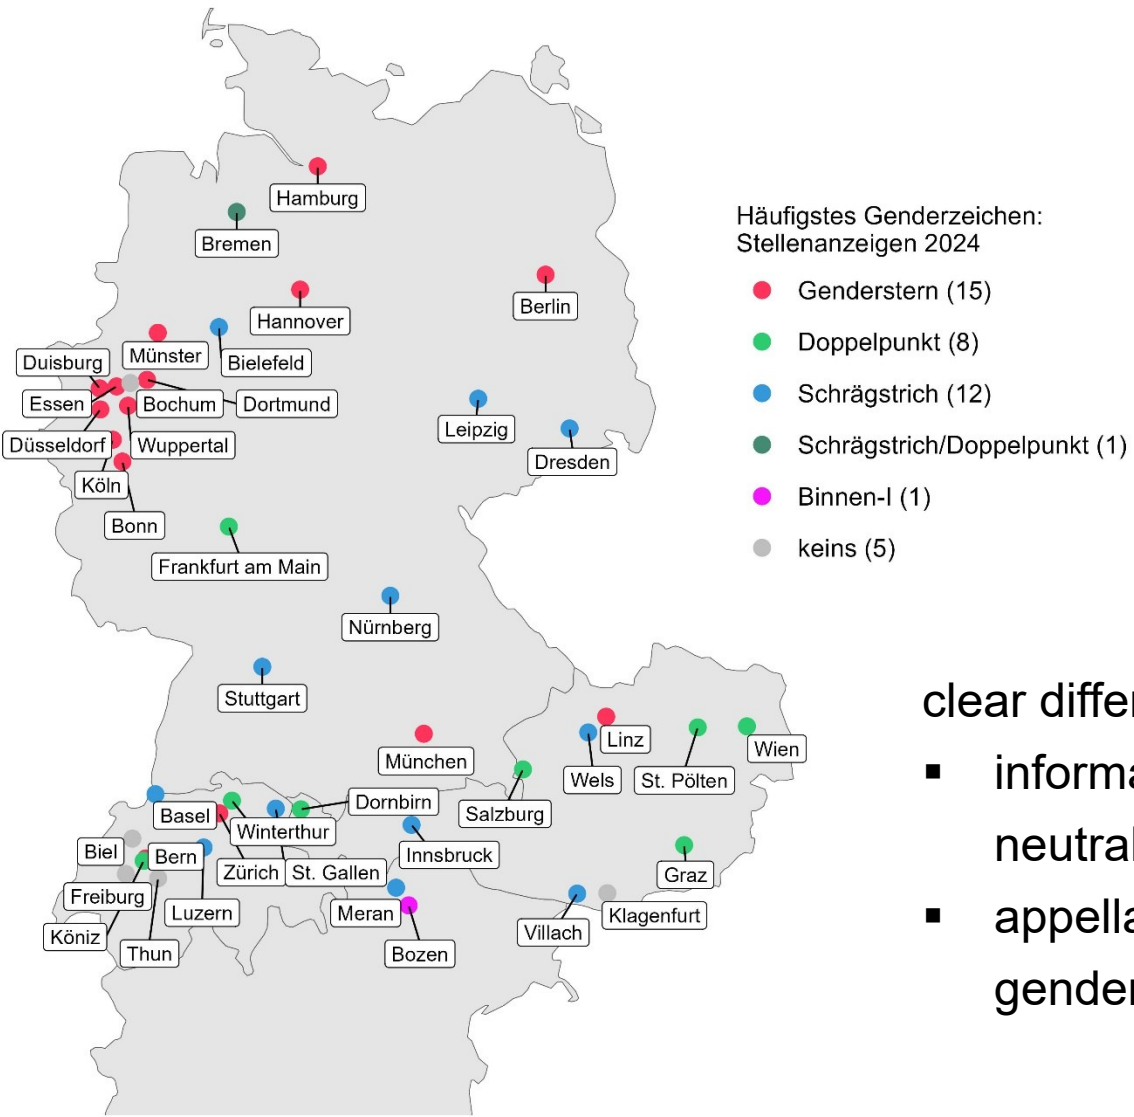 Hamburg
Bremen
Häufigstes Genderzeichen:
Stellenanzeigen 2024
Genderstern (15)
Doppelpunkt (8)
Schrägstrich (12)
Schrägstrich/Doppelpunkt (1)
Binnen-I (1)
keins (5)
Berlin
Hannover
Münster
Bielefeld
Duisburg
Essen
Bochum
Dortmund
Leipzig
Düsseldorf
Wuppertal
Dresden
Köln
Bonn
Frankfurt am Main
Nürnberg
Stuttgart
München
Linz
Wien
Wels
St. Pölten
Salzburg
Dornbirn
Basel
Winterthur
Biel
Bern
Zürich
St. Gallen
Innsbruck
Graz
Freiburg
Luzern
Meran
Klagenfurt
Köniz
Thun
Bozen
Villach
clear differ
▪ informa
neutral
▪ appella
gender